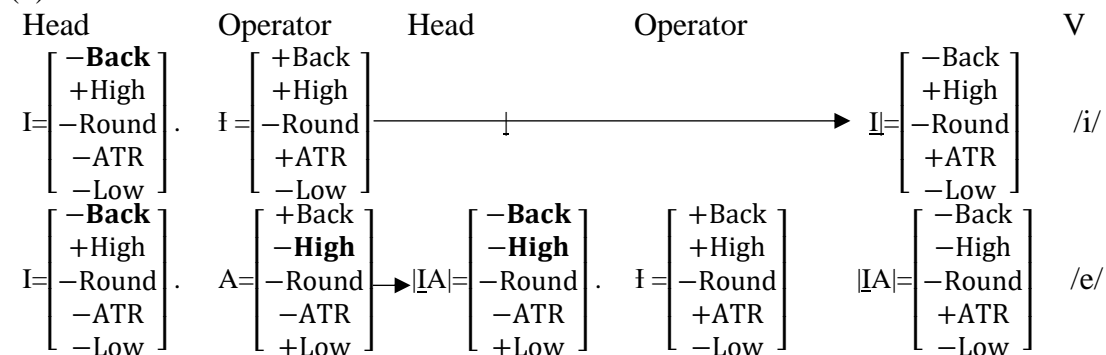 Head Operator Head Operator V
−Back +Back −Back
+High +High +High
I= −Round . Ɨ = −Round I|= −Round /i/
−ATR +ATR +ATR
−Low −Low −Low
−Back +Back −Back +Back −Back
+High −High −High +High −High
I= −Round . A= −Round |IA|= −Round . Ɨ = −Round |IA|= −Round /e/
−ATR −ATR −ATR +ATR +ATR
−Low +Low +Low −Low −Low